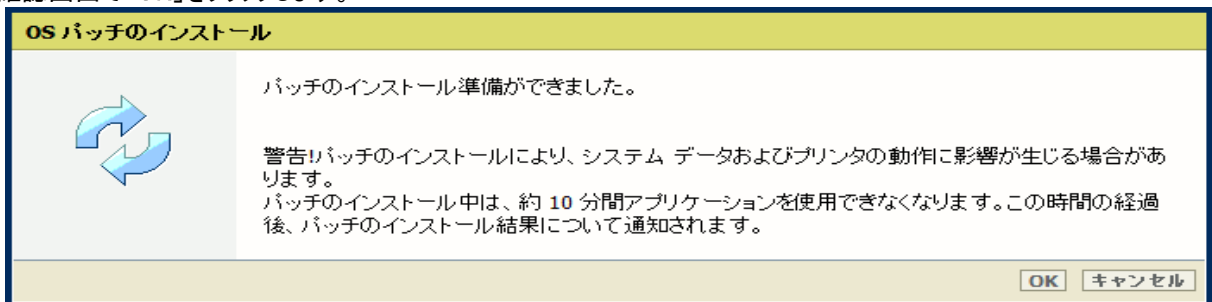 OS パッチのインストール
パッチのインストール準備ができました。
警告!パッチのインストールにより、システム データおよびプリンタの動作に影響が生じる場合があ
ります。
パッチのインストール中は、約 10 分間アプリケーションを使用できなくなります。この時間の経過
後、パッチのインストール結果について通知されます。
OK キャンセル